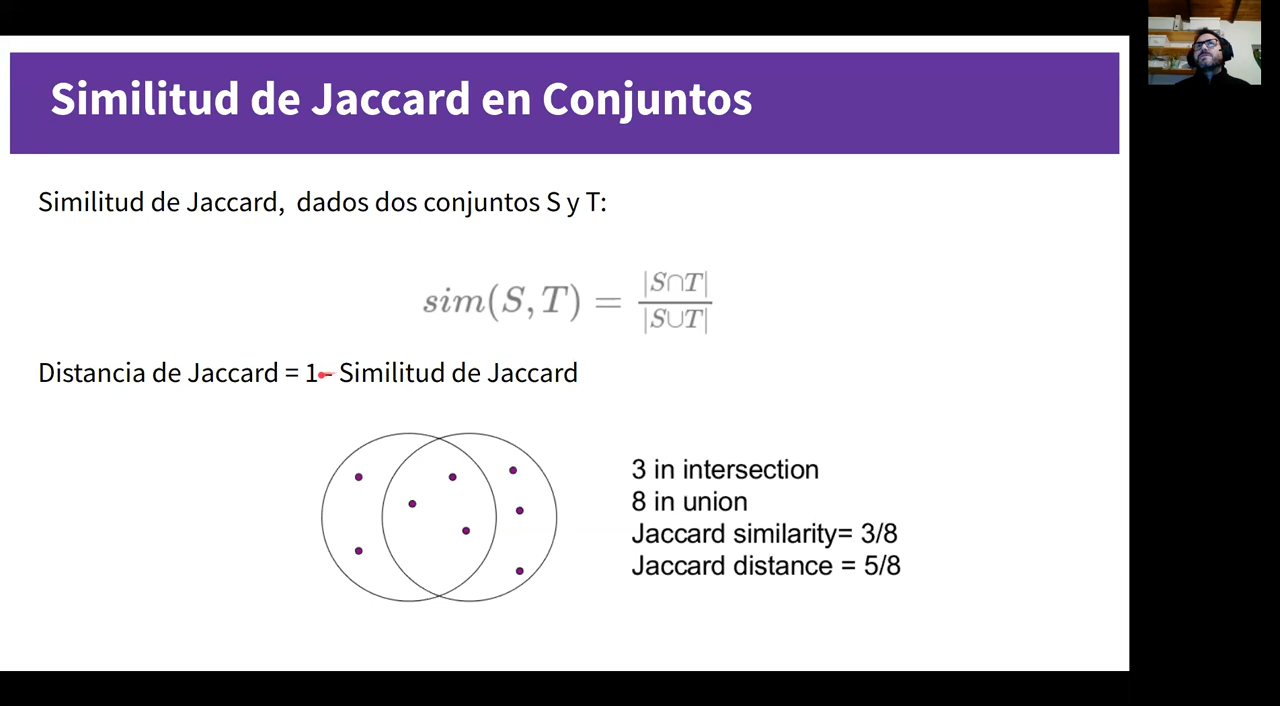 Similitud de Jaccard en Conjuntos
Similitud de Jaccard, dados dos conjuntos S y T:
sim(S, T) = |S∩T| / |S∪T|
Distancia de Jaccard = 1 - Similitud de Jaccard
3 in intersection
8 in union
Jaccard similarity= 3/8
Jaccard distance = 5/8